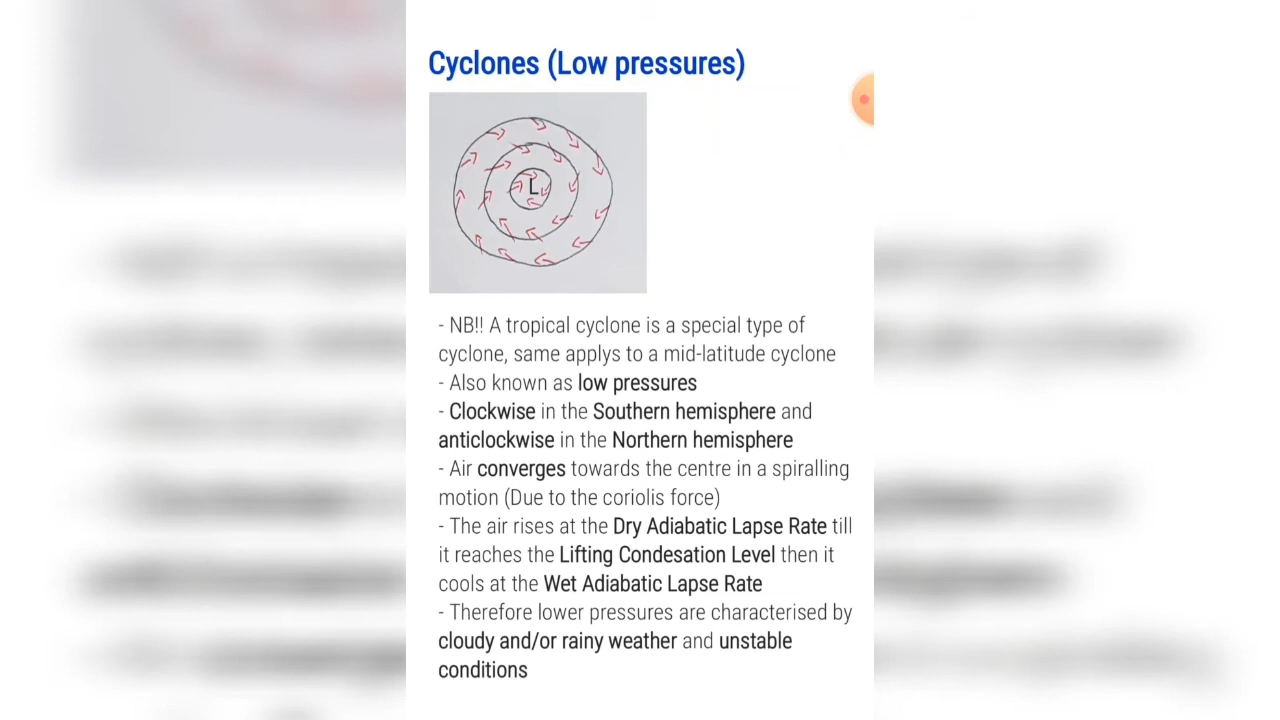 Cyclones (Low pressures)
L
- NB!! A tropical cyclone is a special type of
cyclone, same applys to a mid-latitude cyclone
- Also known as low pressures
- Clockwise in the Southern hemisphere and
anticlockwise in the Northern hemisphere
- Air converges towards the centre in a spiralling
motion (Due to the coriolis force)
- The air rises at the Dry Adiabatic Lapse Rate till
it reaches the Lifting Condesation Level then it
cools at the Wet Adiabatic Lapse Rate
- Therefore lower pressures are characterised by
cloudy and/or rainy weather and unstable
conditions